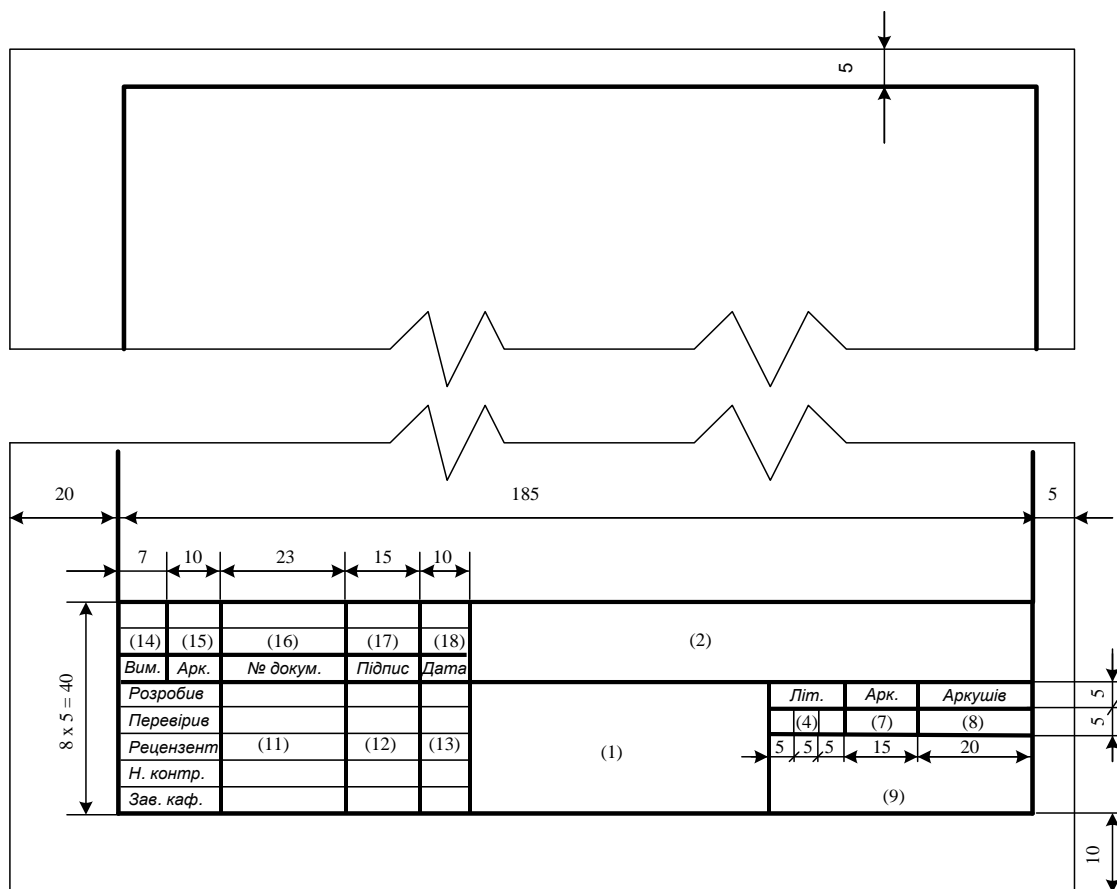 5
20 185 5
7 10 23 15 10
(14) (15) (16) (17) (18) (2)
Вим. Арк. № докум. Підпис Дата
8 x 5 = 40
Розробив Літ. Арк. Аркушів 5
Перевірив (4) (7) (8) 5
Рецензент (11) (12) (13) (1) 5 5 5 15 20
Н. контр.
Зав. каф. (9)
10